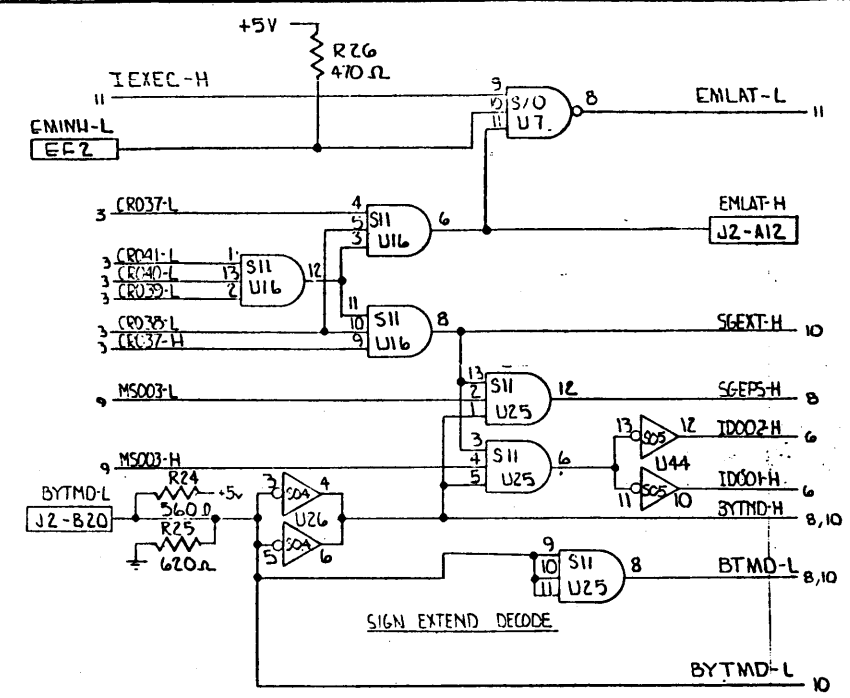 +5V
R26
470 Ω
IEXEC-H
11
9
10
11
S10
U7
8
EMLAT-L
11
EMINH-L
EF2
CR037-L
3
4
5
3
S11
U16
6
EMLAT-H
J2-A12
3 CR041-L 1
3 CR040-L 13
3 CR039-L 2
S11
U16
12
3 CR038-L
3 CR037-H
11
10
9
S11
U16
8
SGEXT-H
10
9 MS003-L
13
2
1
S11
U25
12
SGEPS-H
8
9 MS003-H
3
4
5
S11
U25
6
13 S05 12
ID002-H
6
U44
11 S05 10
ID001-H
6
BYTMD-L
J2-B20
R24
+5v
560 Ω
R25
620Ω
3 S04 4
U26
5 S04 6
BYTMD-H
8,10
9
10
11
S11
U25
8
BTMD-L
8,10
SIGN EXTEND DECODE
BYTMD-L
10